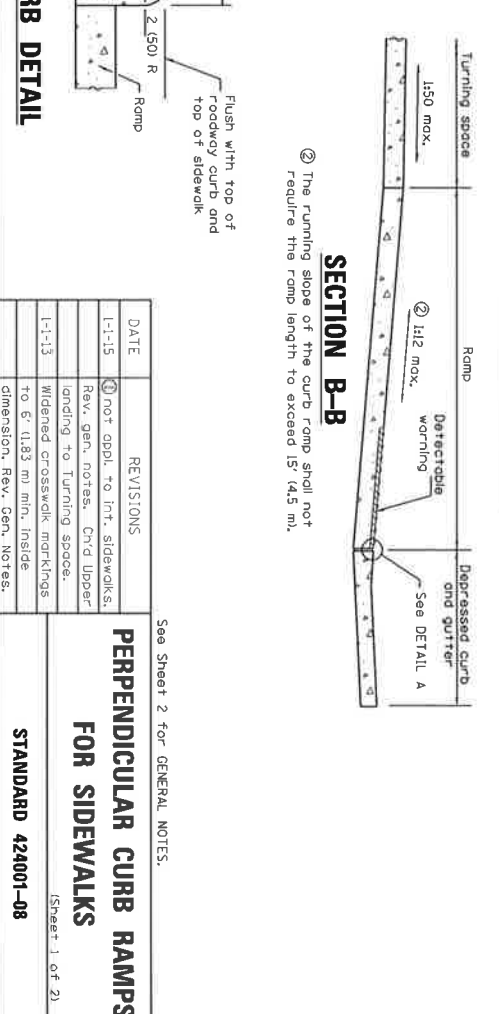 Turning space
Ramp
Depressed curb
and gutter
1:50 max.
② 1:12 max.
Detectable
warning
See DETAIL A
SECTION B–B
② The running slope of the curb ramp shall not
require the ramp length to exceed 15' (4.5 m).
Flush with top of
roadway curb and
top of sidewalk
2 (50) R
Ramp
RB DETAIL
See Sheet 2 for GENERAL NOTES.
DATE
REVISIONS
1-1-15
② not appl. to int. sidewalks.
Rev. gen. notes. Ch'd Upper
landing to Turning space.
1-1-13
Widened crosswalk markings
to 6' (1.83 m) min. inside
dimension. Rev. Gen. Notes.
PERPENDICULAR CURB RAMPS
FOR SIDEWALKS
(Sheet 1 of 2)
STANDARD 424001–08